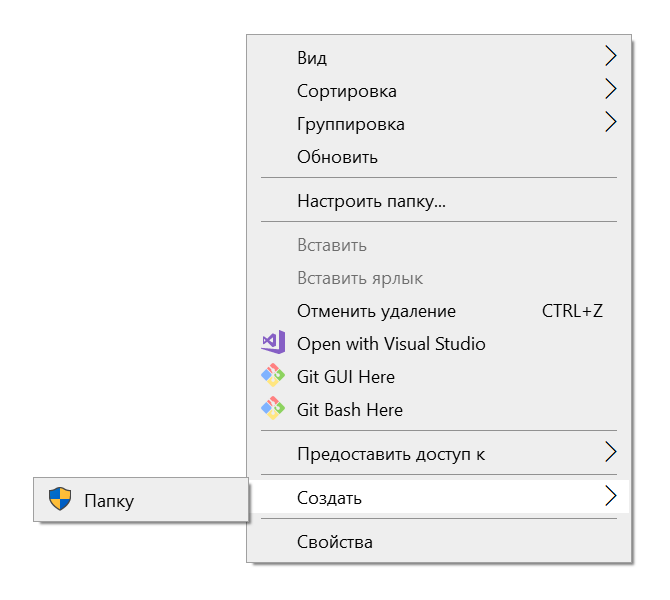 Вид
Сортировка
Группировка
Обновить
Настроить папку...
Вставить
Вставить ярлык
Отменить удаление CTRL+Z
Open with Visual Studio
Git GUI Here
Git Bash Here
Предоставить доступ к
Создать
Папку
Свойства